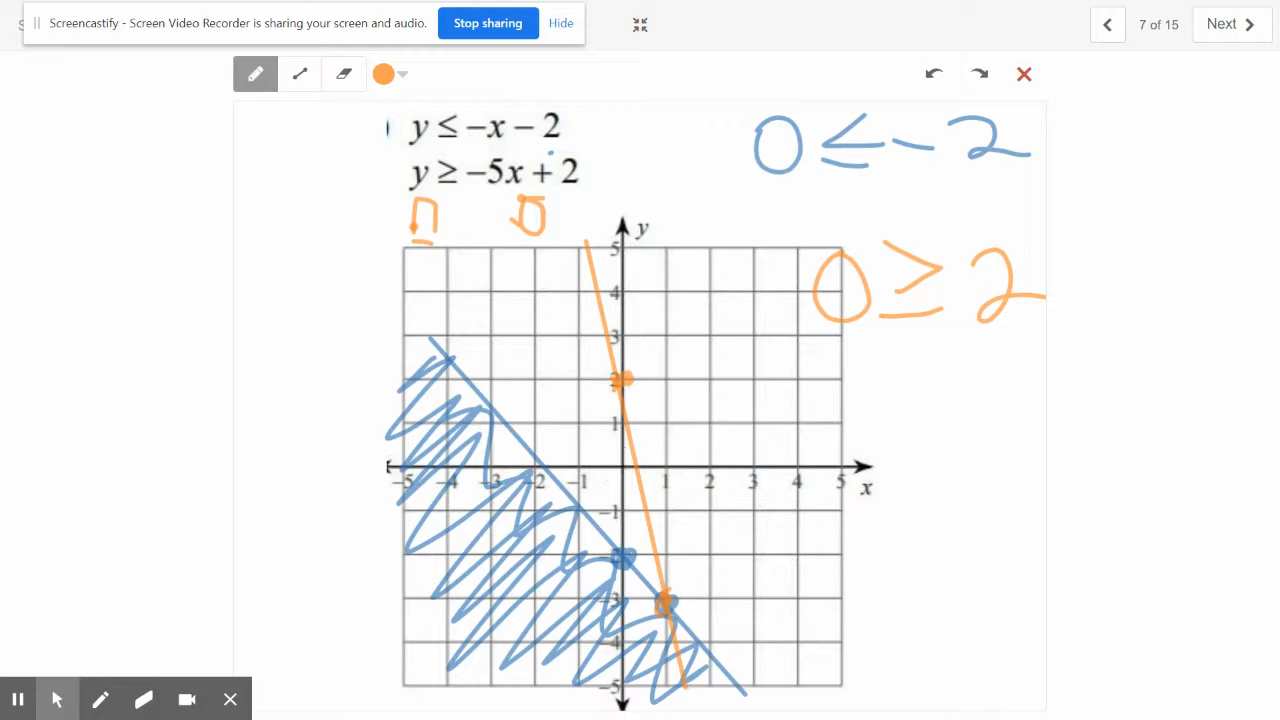 Screencastify - Screen Video Recorder is sharing your screen and audio. Stop sharing Hide
7 of 15 Next
y ≤ −x − 2
0 ≤ - 2
y ≥ −5x + 2
0 0
0 ≥ 2
y
5
4
3
2
1
-5 -4 -3 -2 -1 1 2 3 4 5 x
-1
-3
-4
-5